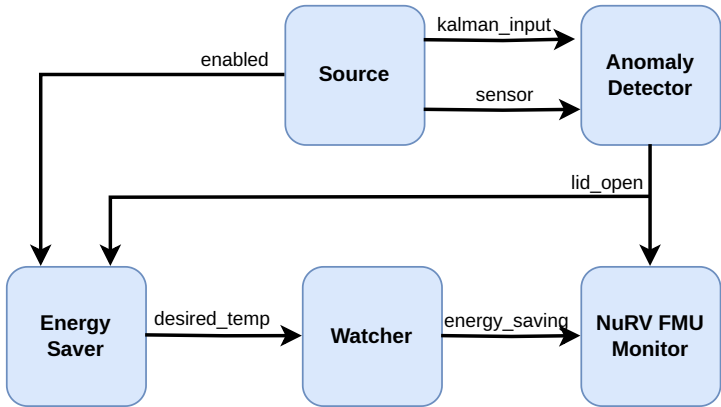 kalman_input
enabled
Source
Anomaly
Detector
sensor
lid_open
Energy
Saver
desired_temp
Watcher
energy_saving
NuRV FMU
Monitor